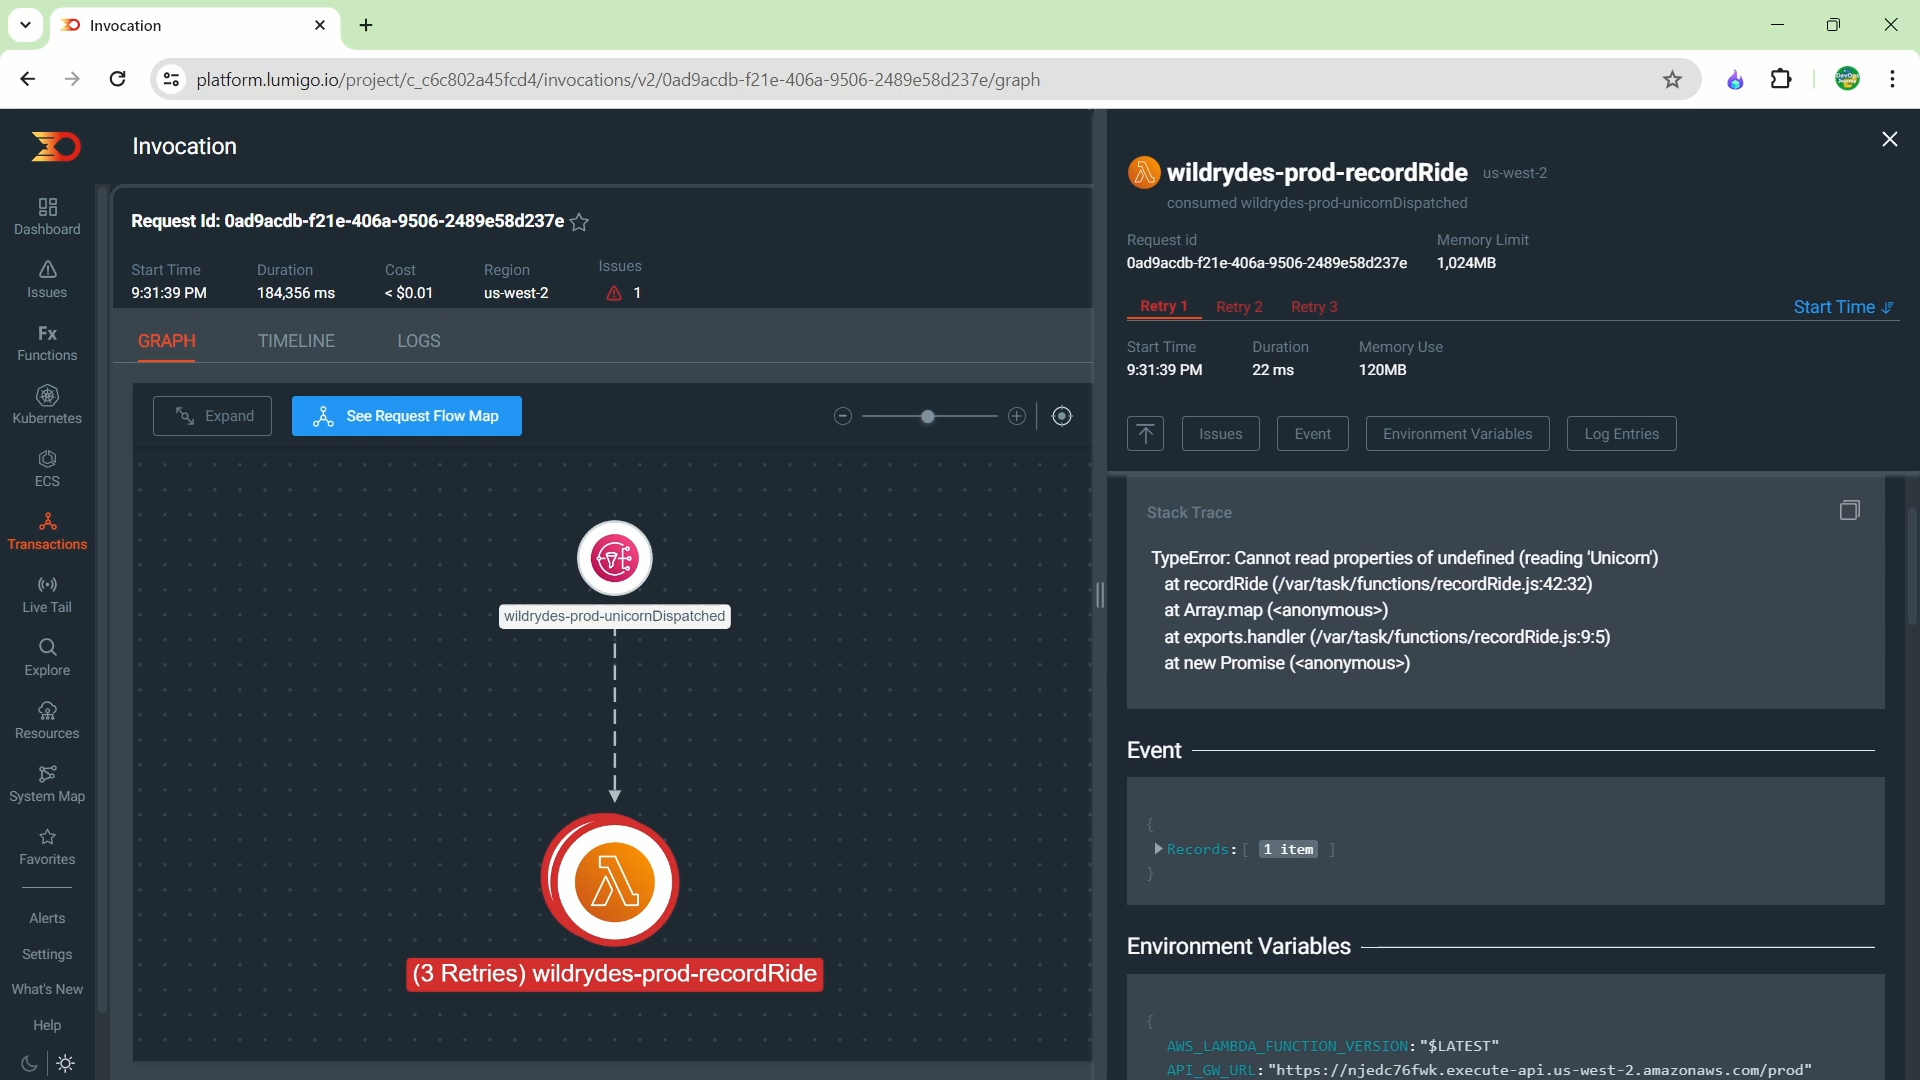 Invocation
platform.lumigo.io/project/c_c6c802a45fcd4/invocations/v2/0ad9acdb-f21e-406a-9506-2489e58d237e/graph
Dashboard
Issues
Fx
Functions
Kubernetes
ECS
Transactions
Live Tail
Explore
Resources
System Map
Favorites
Alerts
Settings
What's New
Help
Invocation
Request Id: 0ad9acdb-f21e-406a-9506-2489e58d237e
Start Time Duration Cost Region Issues
9:31:39 PM 184,356 ms < $0.01 us-west-2 1
GRAPH TIMELINE LOGS
Expand See Request Flow Map
wildrydes-prod-unicornDispatched
(3 Retries) wildrydes-prod-recordRide
wildrydes-prod-recordRide us-west-2
consumed wildrydes-prod-unicornDispatched
Request id Memory Limit
0ad9acdb-f21e-406a-9506-2489e58d237e 1,024MB
Retry 1 Retry 2 Retry 3 Start Time
Start Time Duration Memory Use
9:31:39 PM 22 ms 120MB
Issues Event Environment Variables Log Entries
Stack Trace
TypeError: Cannot read properties of undefined (reading 'Unicorn')
at recordRide (/var/task/functions/recordRide.js:42:32)
at Array.map (<anonymous>)
at exports.handler (/var/task/functions/recordRide.js:9:5)
at new Promise (<anonymous>)
Event
{
Records: [ 1 item ]
}
Environment Variables
{
AWS_LAMBDA_FUNCTION_VERSION: "$LATEST"
API_GW_URL: "https://njedc76fwk.execute-api.us-west-2.amazonaws.com/prod"